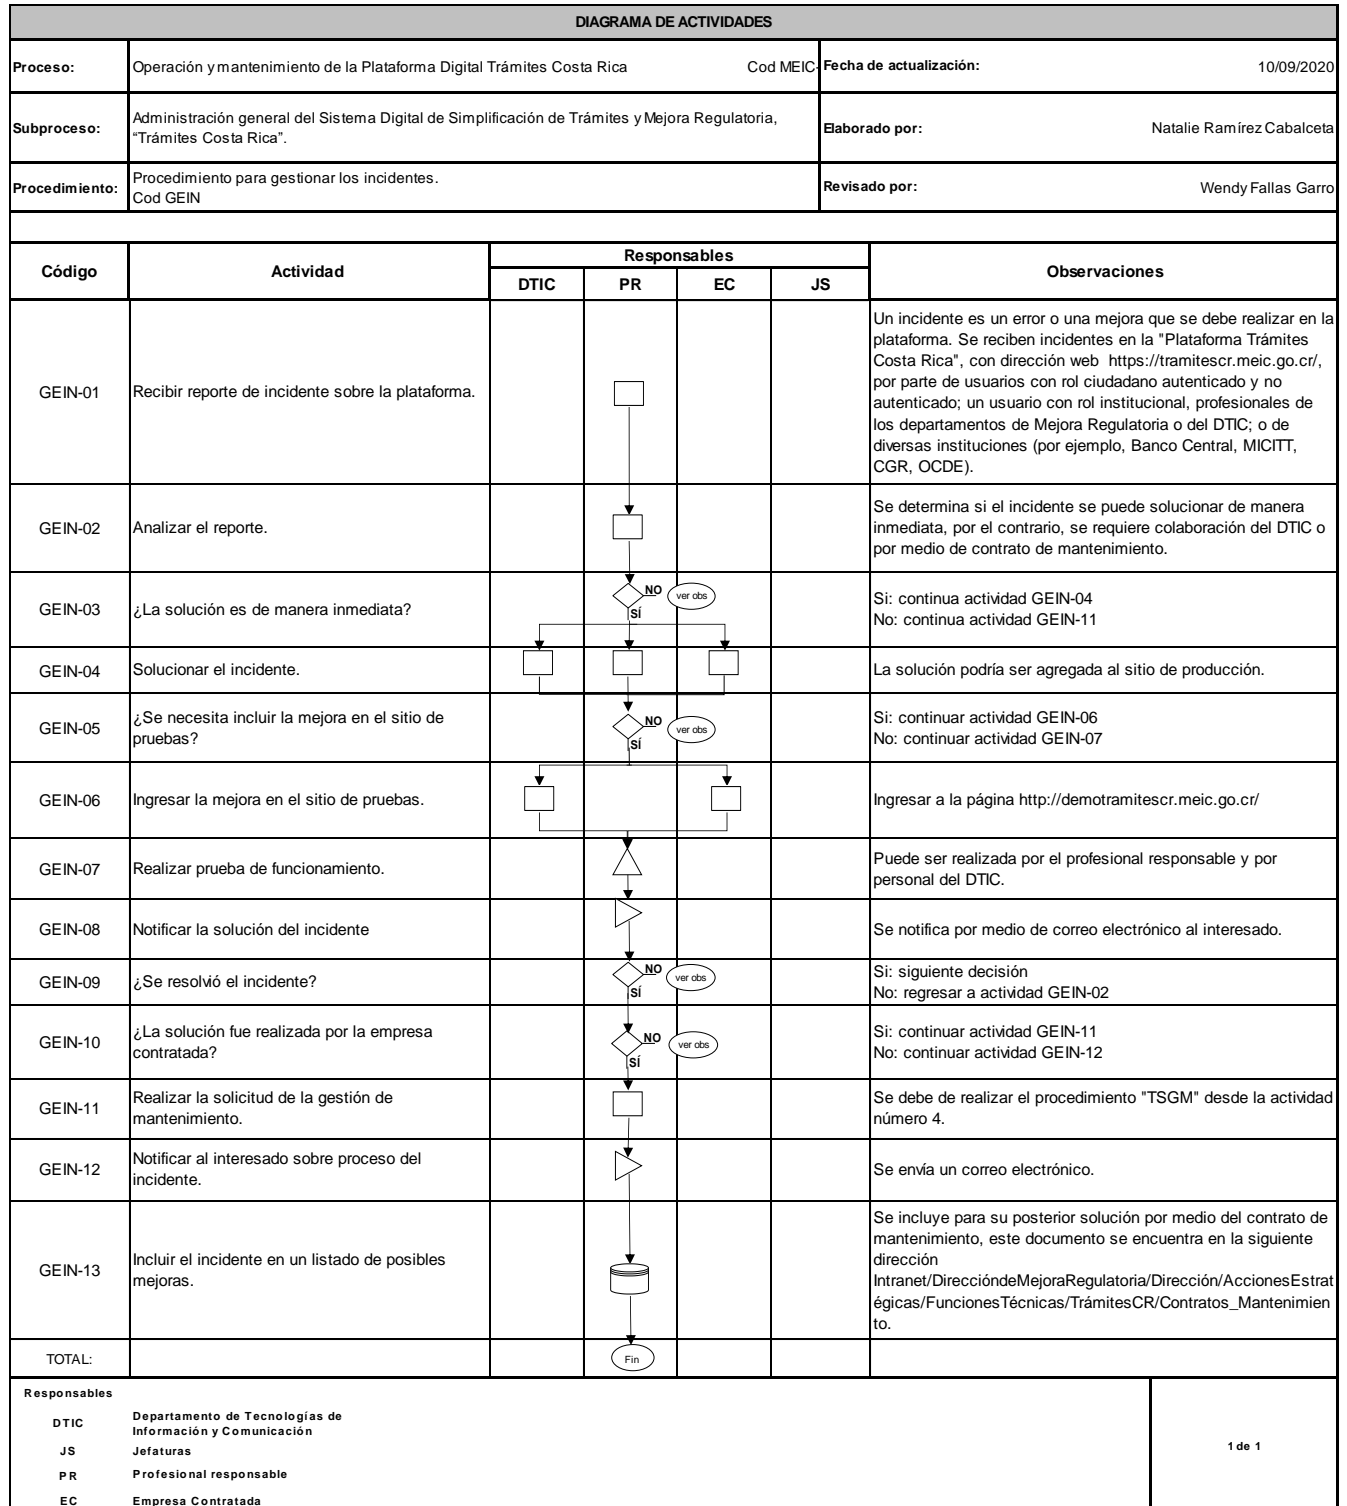 DIAGRAMA DE ACTIVIDADES
Proceso: Operación y mantenimiento de la Plataforma Digital Trámites Costa Rica Cod MEIC- Fecha de actualización: 10/09/2020
Subproceso: Administración general del Sistema Digital de Simplificación de Trámites y Mejora Regulatoria,
“Trámites Costa Rica”.
Elaborado por: Natalie Ramírez Cabalceta
Procedimiento: Procedimiento para gestionar los incidentes.
Cod GEIN
Revisado por: Wendy Fallas Garro
Código Actividad Responsables Observaciones
DTIC PR EC JS
GEIN-01 Recibir reporte de incidente sobre la plataforma.
Un incidente es un error o una mejora que se debe realizar en la
plataforma. Se reciben incidentes en la "Plataforma Trámites
Costa Rica", con dirección web https://tramitescr.meic.go.cr/,
por parte de usuarios con rol ciudadano autenticado y no
autenticado; un usuario con rol institucional, profesionales de
los departamentos de Mejora Regulatoria o del DTIC; o de
diversas instituciones (por ejemplo, Banco Central, MICITT,
CGR, OCDE).
GEIN-02 Analizar el reporte.
Se determina si el incidente se puede solucionar de manera
inmediata, por el contrario, se requiere colaboración del DTIC o
por medio de contrato de mantenimiento.
GEIN-03 ¿La solución es de manera inmediata?
NO ver obs
SÍ
Si: continua actividad GEIN-04
No: continua actividad GEIN-11
GEIN-04 Solucionar el incidente.
La solución podría ser agregada al sitio de producción.
GEIN-05 ¿Se necesita incluir la mejora en el sitio de
pruebas?
NO ver obs
SÍ
Si: continuar actividad GEIN-06
No: continuar actividad GEIN-07
GEIN-06 Ingresar la mejora en el sitio de pruebas.
Ingresar a la página http://demotramitescr.meic.go.cr/
GEIN-07 Realizar prueba de funcionamiento.
Puede ser realizada por el profesional responsable y por
personal del DTIC.
GEIN-08 Notificar la solución del incidente
Se notifica por medio de correo electrónico al interesado.
GEIN-09 ¿Se resolvió el incidente?
NO ver obs
SÍ
Si: siguiente decisión
No: regresar a actividad GEIN-02
GEIN-10 ¿La solución fue realizada por la empresa
contratada?
NO ver obs
SÍ
Si: continuar actividad GEIN-11
No: continuar actividad GEIN-12
GEIN-11 Realizar la solicitud de la gestión de
mantenimiento.
Se debe de realizar el procedimiento "TSGM" desde la actividad
número 4.
GEIN-12 Notificar al interesado sobre proceso del
incidente.
Se envía un correo electrónico.
GEIN-13 Incluir el incidente en un listado de posibles
mejoras.
Se incluye para su posterior solución por medio del contrato de
mantenimiento, este documento se encuentra en la siguiente
dirección
Intranet/DireccióndeMejoraRegulatoria/Dirección/AccionesEstrat
égicas/FuncionesTécnicas/TrámitesCR/Contratos_Mantenimien
to.
TOTAL: Fin
Responsables
DTIC Departamento de Tecnologías de
Información y Comunicación
JS Jefaturas
PR Profesional responsable
EC Empresa Contratada
1 de 1